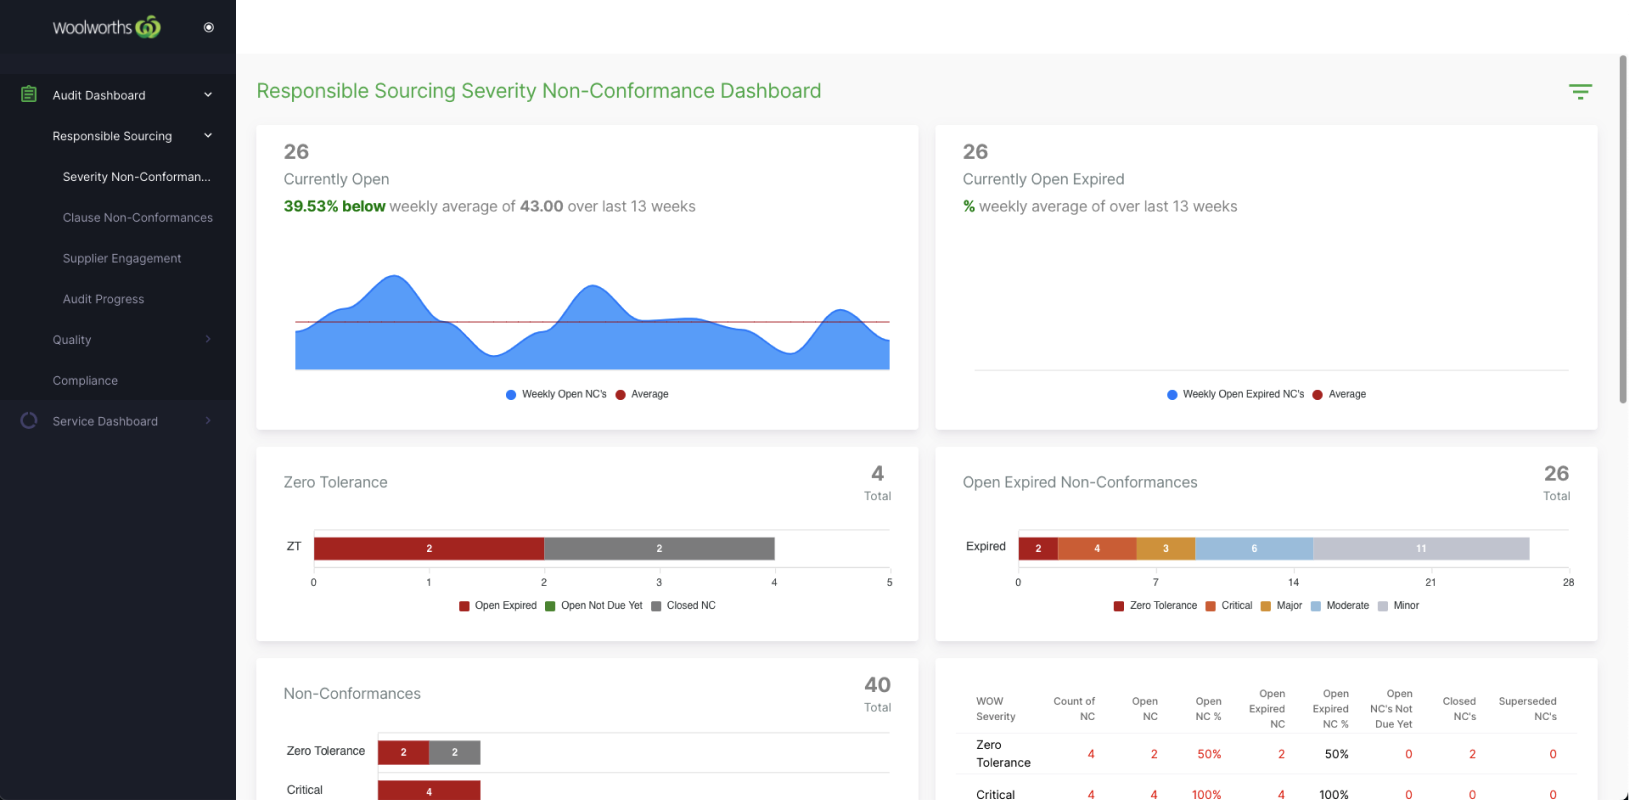 woolworths
Audit Dashboard
Responsible Sourcing
Severity Non-Conforman...
Clause Non-Conformances
Supplier Engagement
Audit Progress
Quality
Compliance
Service Dashboard
Responsible Sourcing Severity Non-Conformance Dashboard
26
Currently Open
39.53% below weekly average of 43.00 over last 13 weeks
Weekly Open NC's Average
26
Currently Open Expired
% weekly average of over last 13 weeks
Weekly Open Expired NC's Average
Zero Tolerance
4
Total
ZT
2 2
0 1 2 3 4 5
Open Expired Open Not Due Yet Closed NC
Open Expired Non-Conformances
26
Total
Expired
2 4 3 6 11
0 7 14 21 28
Zero Tolerance Critical Major Moderate Minor
Non-Conformances
40
Total
Zero Tolerance 2 2
Critical 4
WOW Severity Count of NC Open NC Open NC % Open Expired NC Open Expired NC % Open NC's Not Due Yet Closed NC's Superseded NC's
Zero Tolerance 4 2 50% 2 50% 0 2 0
Critical 4 4 100% 4 100% 0 0 0